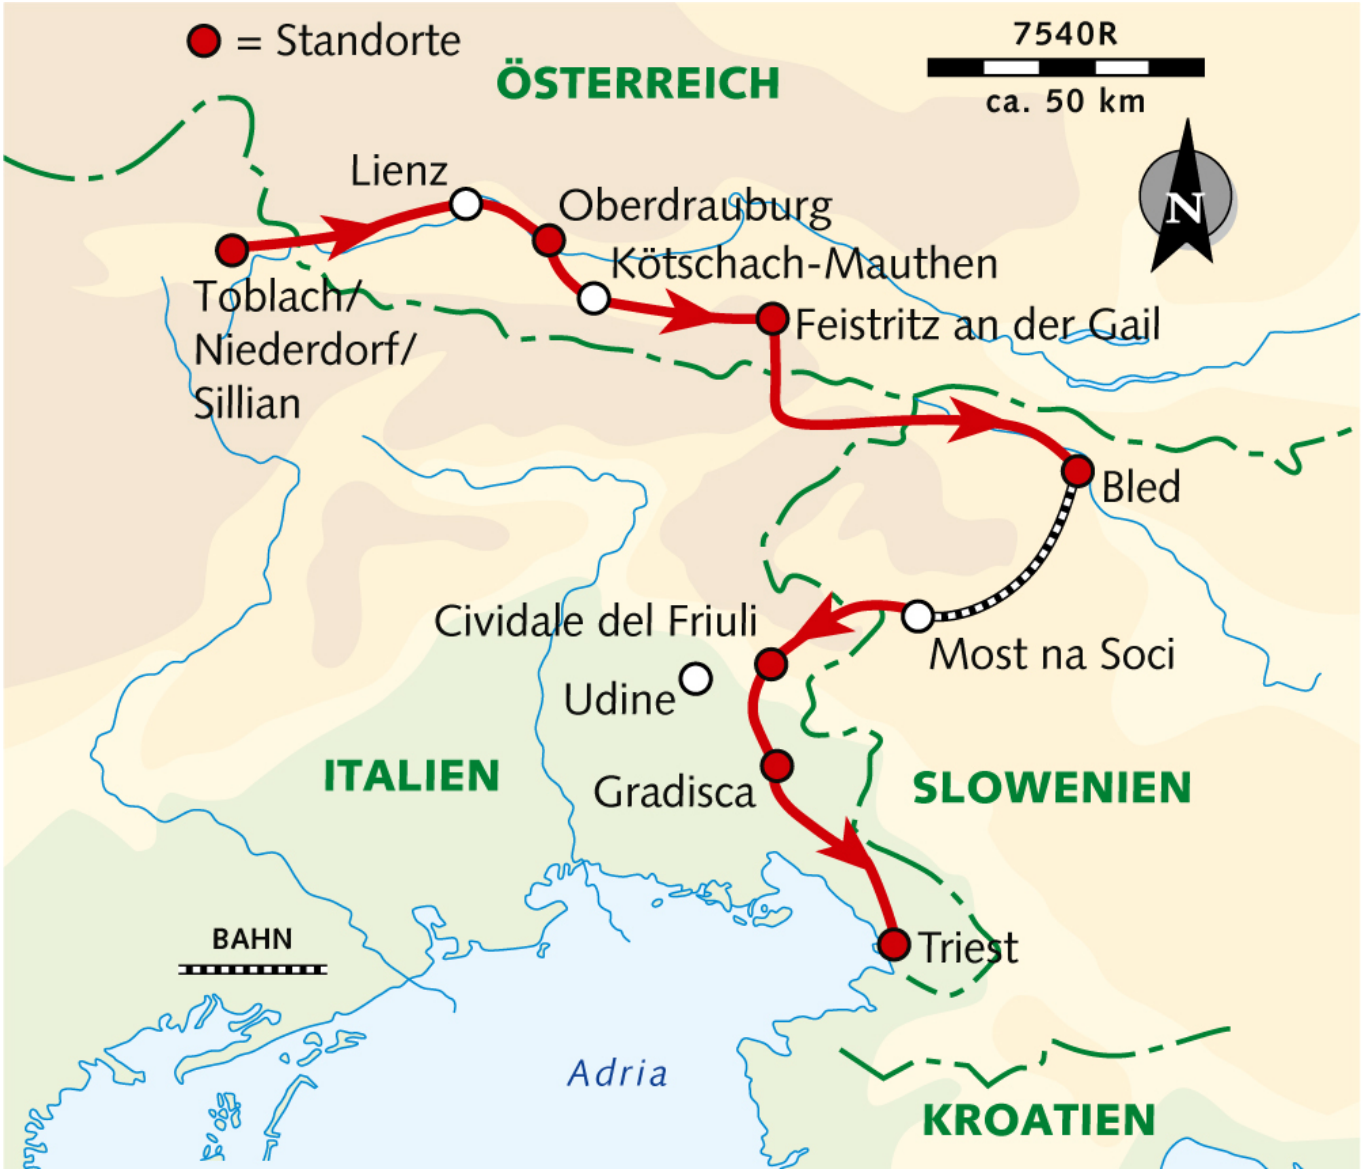 = Standorte
ÖSTERREICH
7540R
ca. 50 km
N
Lienz
Oberdrauburg
Kötschach-Mauthen
Toblach/
Niederdorf/
Sillian
Feistritz an der Gail
Bled
Cividale del Friuli
Most na Soci
Udine
ITALIEN
Gradisca
SLOWENIEN
BAHN
Triest
Adria
KROATIEN